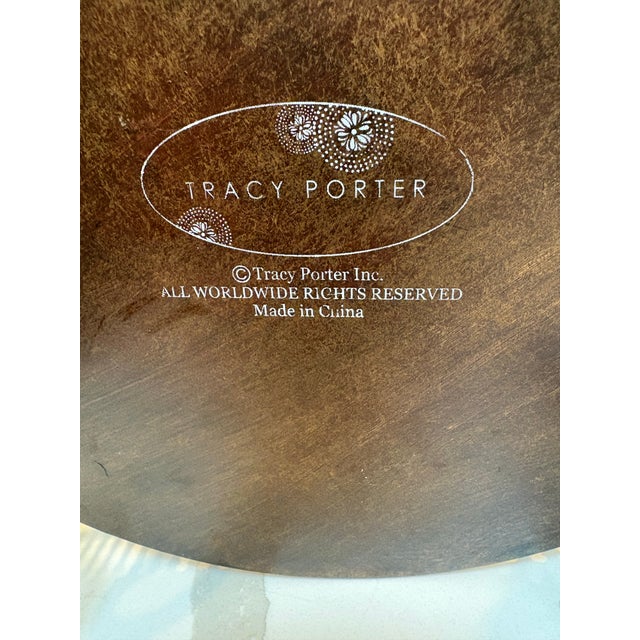 TRACY PORTER
©Tracy Porter Inc.
ALL WORLDWIDE RIGHTS RESERVED
Made in China